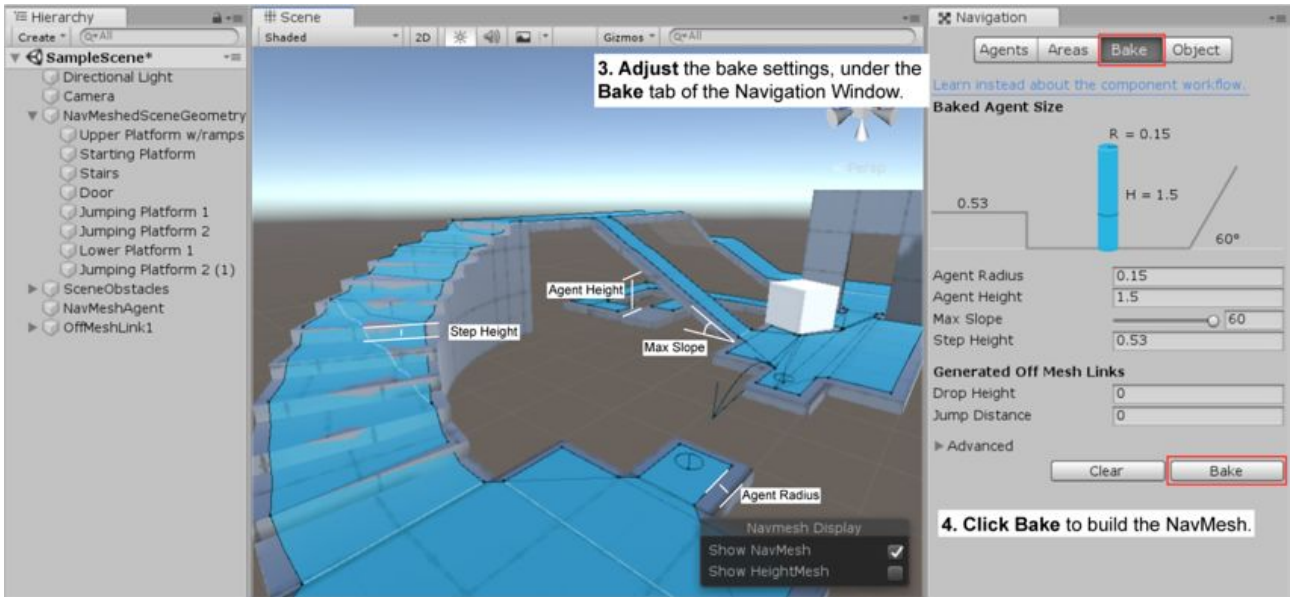 Hierarchy
Create
All
SampleScene*
Directional Light
Camera
NavMeshedSceneGeometry
Upper Platform w/ramps
Starting Platform
Stairs
Door
Jumping Platform 1
Jumping Platform 2
Lower Platform 1
Jumping Platform 2 (1)
SceneObstacles
NavMeshAgent
OffMeshLink1
Scene
Shaded 2D Gizmos All
3. Adjust the bake settings, under the
Bake tab of the Navigation Window.
Persp
Agent Height
Step Height
Max Slope
Agent Radius
Navmesh Display
Show NavMesh
Show HeightMesh
Navigation
Agents Areas Bake Object
Learn instead about the component workflow.
Baked Agent Size
R = 0.15
0.53
H = 1.5
60°
Agent Radius 0.15
Agent Height 1.5
Max Slope 60
Step Height 0.53
Generated Off Mesh Links
Drop Height 0
Jump Distance 0
Advanced
Clear Bake
4. Click Bake to build the NavMesh.